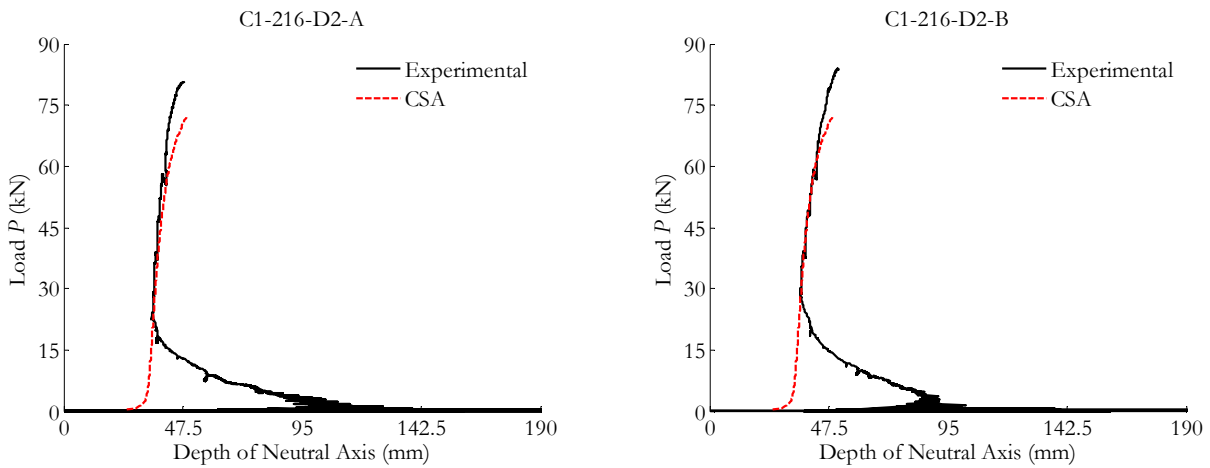 C1-216-D2-A
90
75
60
45
30
15
0
Load P (kN)
Experimental
CSA
0 47.5 95 142.5 190
Depth of Neutral Axis (mm)
C1-216-D2-B
90
75
60
45
30
15
0
Load P (kN)
Experimental
CSA
0 47.5 95 142.5 190
Depth of Neutral Axis (mm)